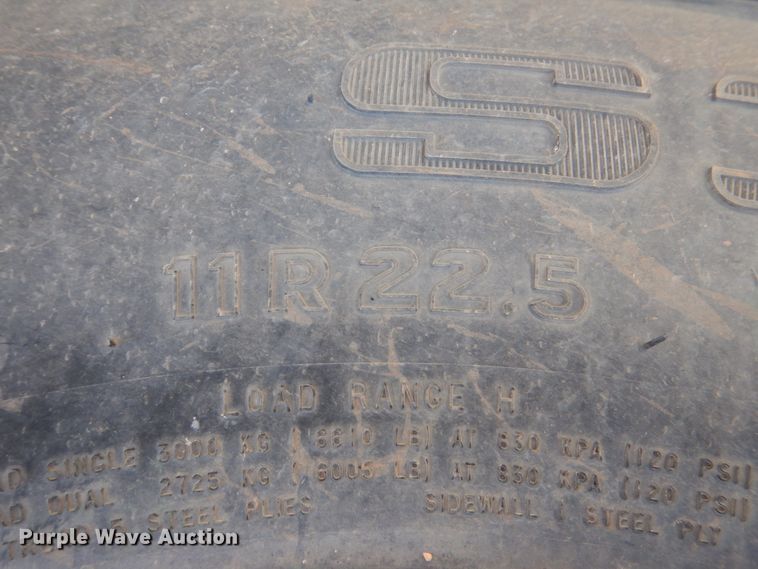 S
11R22.5
LOAD RANGE H
SINGLE 3000 KG (6610 LB) AT 830 KPA (120 PSI)
DUAL 2725 KG (6005 LB) AT 830 KPA (120 PSI)
5 STEEL PLIES SIDEWALL 1 STEEL PLY
Purple Wave Auction